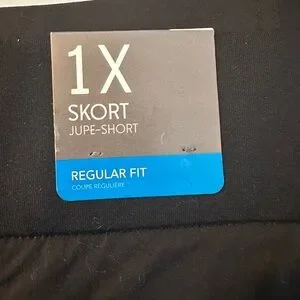 1X
SKORT
JUPE-SHORT
REGULAR FIT
COUPE RÉGULIÈRE